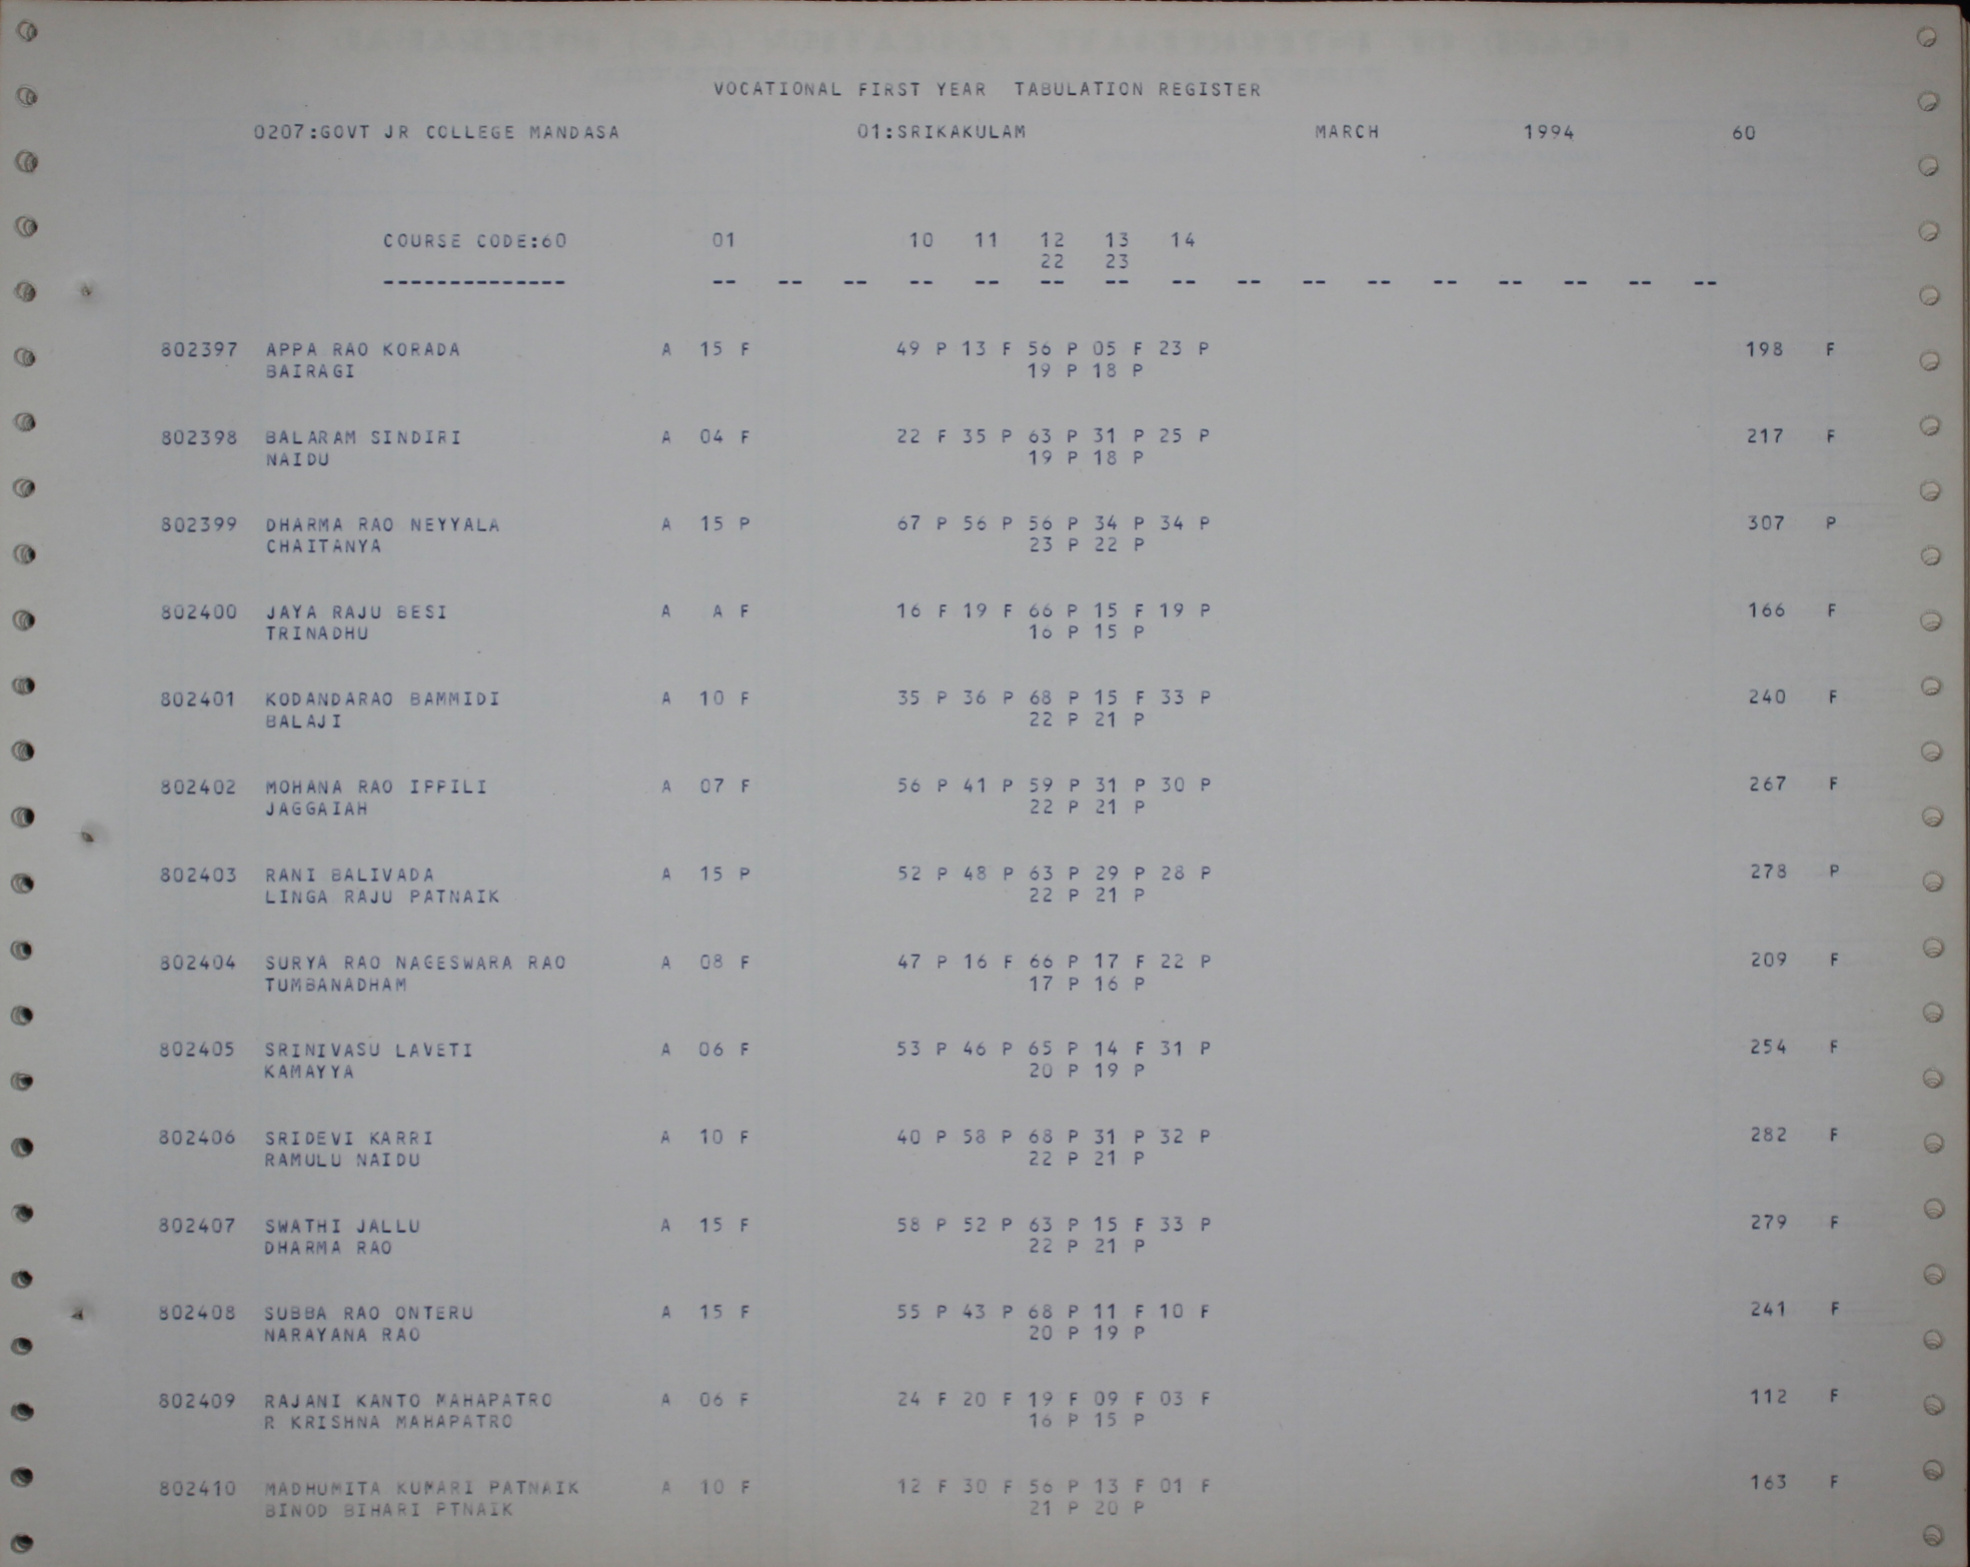 VOCATIONAL FIRST YEAR TABULATION REGISTER
0207:GOVT JR COLLEGE MANDASA 01:SRIKAKULAM MARCH 1994 60
COURSE CODE:60 01 10 11 12 13 14
22 23
-------------- -- -- -- -- -- -- -- -- -- -- -- -- -- -- -- --
802397 APPA RAO KORADA A 15 F 49 P 13 F 56 P 05 F 23 P 198 F
BAIRAGI 19 P 18 P
802398 BALARAM SINDIRI A 04 F 22 F 35 P 63 P 31 P 25 P 217 F
NAIDU 19 P 18 P
802399 DHARMA RAO NEYYALA A 15 P 67 P 56 P 56 P 34 P 34 P 307 P
CHAITANYA 23 P 22 P
802400 JAYA RAJU BESI A A F 16 F 19 F 66 P 15 F 19 P 166 F
TRINADHU 16 P 15 P
802401 KODANDARAO BAMMIDI A 10 F 35 P 36 P 68 P 15 F 33 P 240 F
BALAJI 22 P 21 P
802402 MOHANA RAO IPPILI A 07 F 56 P 41 P 59 P 31 P 30 P 267 F
JAGGAIAH 22 P 21 P
802403 RANI BALIVADA A 15 P 52 P 48 P 63 P 29 P 28 P 278 P
LINGA RAJU PATNAIK 22 P 21 P
802404 SURYA RAO NAGESWARA RAO A 08 F 47 P 16 F 66 P 17 F 22 P 209 F
TUMBANADHAM 17 P 16 P
802405 SRINIVASU LAVETI A 06 F 53 P 46 P 65 P 14 F 31 P 254 F
KAMAYYA 20 P 19 P
802406 SRIDEVI KARRI A 10 F 40 P 58 P 68 P 31 P 32 P 282 F
RAMULU NAIDU 22 P 21 P
802407 SWATHI JALLU A 15 F 58 P 52 P 63 P 15 F 33 P 279 F
DHARMA RAO 22 P 21 P
802408 SUBBA RAO ONTERU A 15 F 55 P 43 P 68 P 11 F 10 F 241 F
NARAYANA RAO 20 P 19 P
802409 RAJANI KANTO MAHAPATRO A 06 F 24 F 20 F 19 F 09 F 03 F 112 F
R KRISHNA MAHAPATRO 16 P 15 P
802410 MADHUMITA KUMARI PATNAIK A 10 F 12 F 30 F 56 P 13 F 01 F 163 F
BINOD BIHARI PTNAIK 21 P 20 P